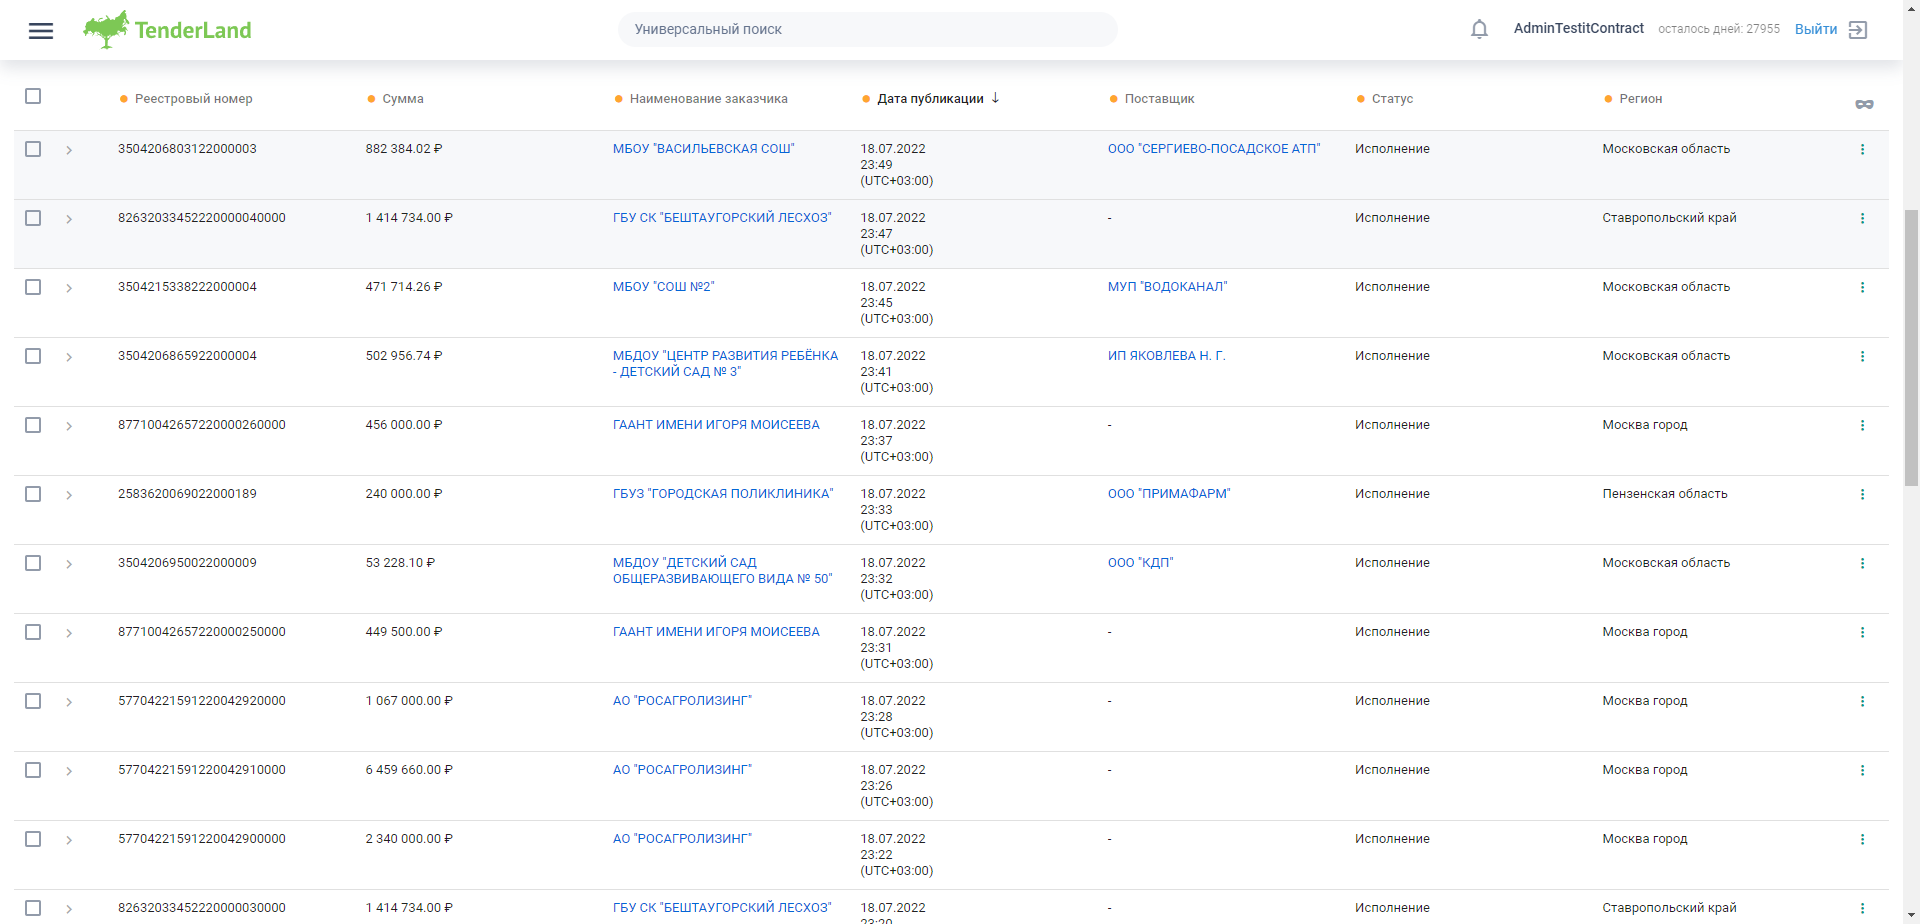 TenderLand
Универсальный поиск
AdminTestitContract осталось дней: 27955 Выйти
Реестровый номер Сумма Наименование заказчика Дата публикации Поставщик Статус Регион
3504206803122000003 882 384.02 ₽ МБОУ "ВАСИЛЬЕВСКАЯ СОШ" 18.07.2022 ООО "СЕРГИЕВО-ПОСАДСКОЕ АТП" Исполнение Московская область
23:49
(UTC+03:00)
82632033452220000040000 1 414 734.00 ₽ ГБУ СК "БЕШТАУГОРСКИЙ ЛЕСХОЗ" 18.07.2022 - Исполнение Ставропольский край
23:47
(UTC+03:00)
3504215338222000004 471 714.26 ₽ МБОУ "СОШ №2" 18.07.2022 МУП "ВОДОКАНАЛ" Исполнение Московская область
23:45
(UTC+03:00)
3504206865922000004 502 956.74 ₽ МБДОУ "ЦЕНТР РАЗВИТИЯ РЕБЁНКА 18.07.2022 ИП ЯКОВЛЕВА Н. Г. Исполнение Московская область
- ДЕТСКИЙ САД № 3" 23:41
(UTC+03:00)
87710042657220000260000 456 000.00 ₽ ГААНТ ИМЕНИ ИГОРЯ МОИСЕЕВА 18.07.2022 - Исполнение Москва город
23:37
(UTC+03:00)
2583620069022000189 240 000.00 ₽ ГБУЗ "ГОРОДСКАЯ ПОЛИКЛИНИКА" 18.07.2022 ООО "ПРИМАФАРМ" Исполнение Пензенская область
23:33
(UTC+03:00)
3504206950022000009 53 228.10 ₽ МБДОУ "ДЕТСКИЙ САД 18.07.2022 ООО "КДП" Исполнение Московская область
ОБЩЕРАЗВИВАЮЩЕГО ВИДА № 50" 23:32
(UTC+03:00)
87710042657220000250000 449 500.00 ₽ ГААНТ ИМЕНИ ИГОРЯ МОИСЕЕВА 18.07.2022 - Исполнение Москва город
23:31
(UTC+03:00)
57704221591220042920000 1 067 000.00 ₽ АО "РОСАГРОЛИЗИНГ" 18.07.2022 - Исполнение Москва город
23:28
(UTC+03:00)
57704221591220042910000 6 459 660.00 ₽ АО "РОСАГРОЛИЗИНГ" 18.07.2022 - Исполнение Москва город
23:26
(UTC+03:00)
57704221591220042900000 2 340 000.00 ₽ АО "РОСАГРОЛИЗИНГ" 18.07.2022 - Исполнение Москва город
23:22
(UTC+03:00)
82632033452220000030000 1 414 734.00 ₽ ГБУ СК "БЕШТАУГОРСКИЙ ЛЕСХОЗ" 18.07.2022 - Исполнение Ставропольский край